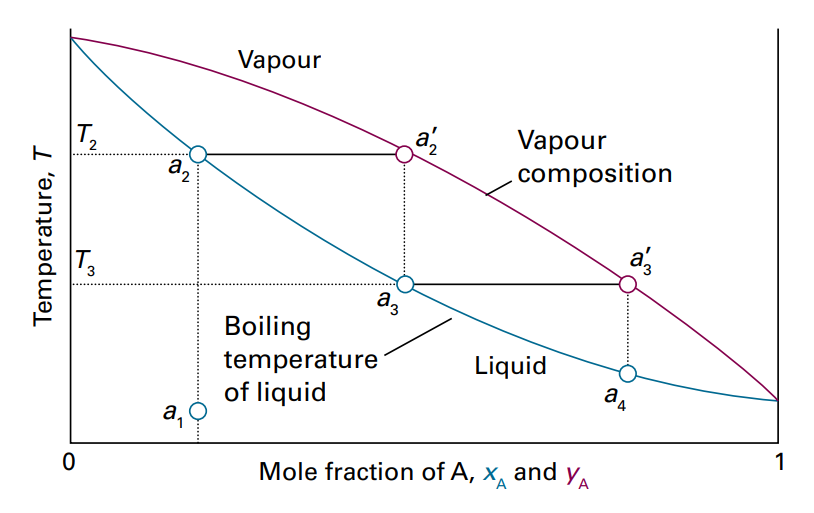 Vapour
T₂
a₂
a′₂
Vapour
composition
Temperature, T
T₃
a₃
a′₃
Boiling
temperature
of liquid
Liquid
a₄
a₁
0
1
Mole fraction of A, x_A and y_A